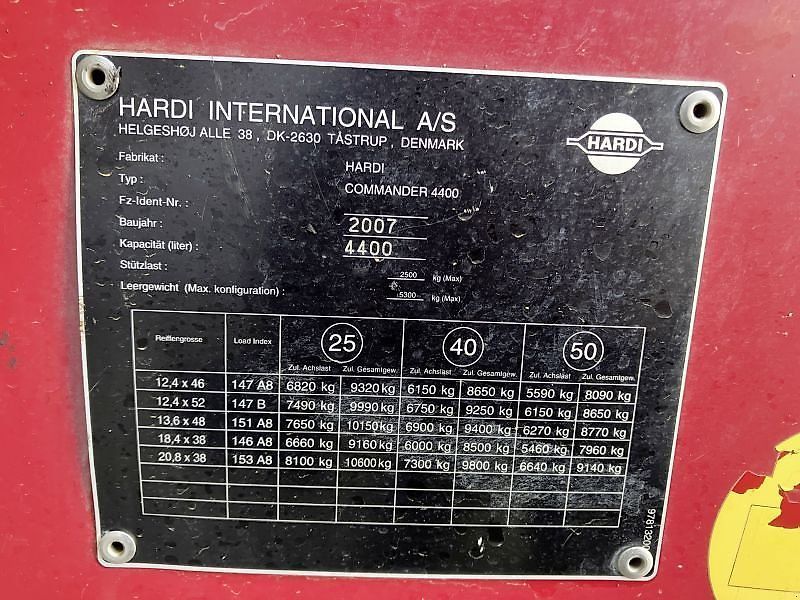 HARDI INTERNATIONAL A/S
HELGESHØJ ALLE 38, DK-2630 TÅSTRUP, DENMARK
HARDI
Fabrikat: HARDI
Typ: COMMANDER 4400
Fz-Ident-Nr.:
Baujahr: 2007
Kapazität (liter): 4400
Stützlast: 2500 kg (Max)
Leergewicht (Max. konfiguration): 5300 kg (Max)
Reiffengrosse Load Index 25 40 50
Zul. Achslast Zul. Gesamtgew. Zul. Achslast Zul. Gesamtgew. Zul. Achslast Zul. Gesamtgew.
12,4 x 46 147 A8 6820 kg 9320 kg 6150 kg 8650 kg 5590 kg 8090 kg
12,4 x 52 147 B 7490 kg 9990 kg 6750 kg 9250 kg 6150 kg 8650 kg
13,6 x 48 151 A8 7650 kg 10150 kg 6900 kg 9400 kg 6270 kg 8770 kg
18,4 x 38 146 A8 6660 kg 9160 kg 6000 kg 8500 kg 5460 kg 7960 kg
20,8 x 38 153 A8 8100 kg 10600 kg 7300 kg 9800 kg 6640 kg 9140 kg